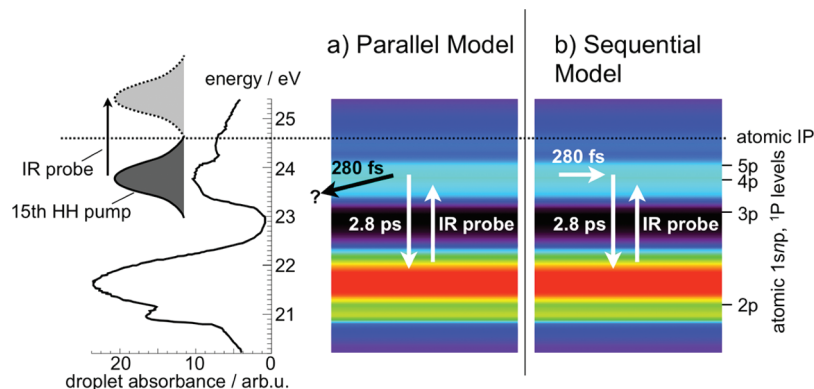 a) Parallel Model
b) Sequential
Model
energy / eV
25
24
23
22
21
IR probe
15th HH pump
20
10
0
droplet absorbance / arb.u.
280 fs
?
2.8 ps
IR probe
280 fs
2.8 ps
IR probe
atomic IP
5p
4p
3p
2p
atomic 1snp, ¹P levels